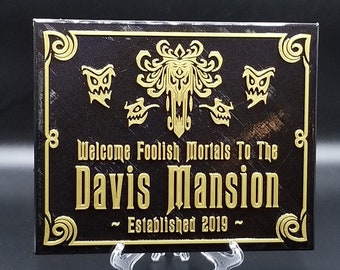 Welcome Foolish Mortals To The
Davis Mansion
~ Established 2019 ~